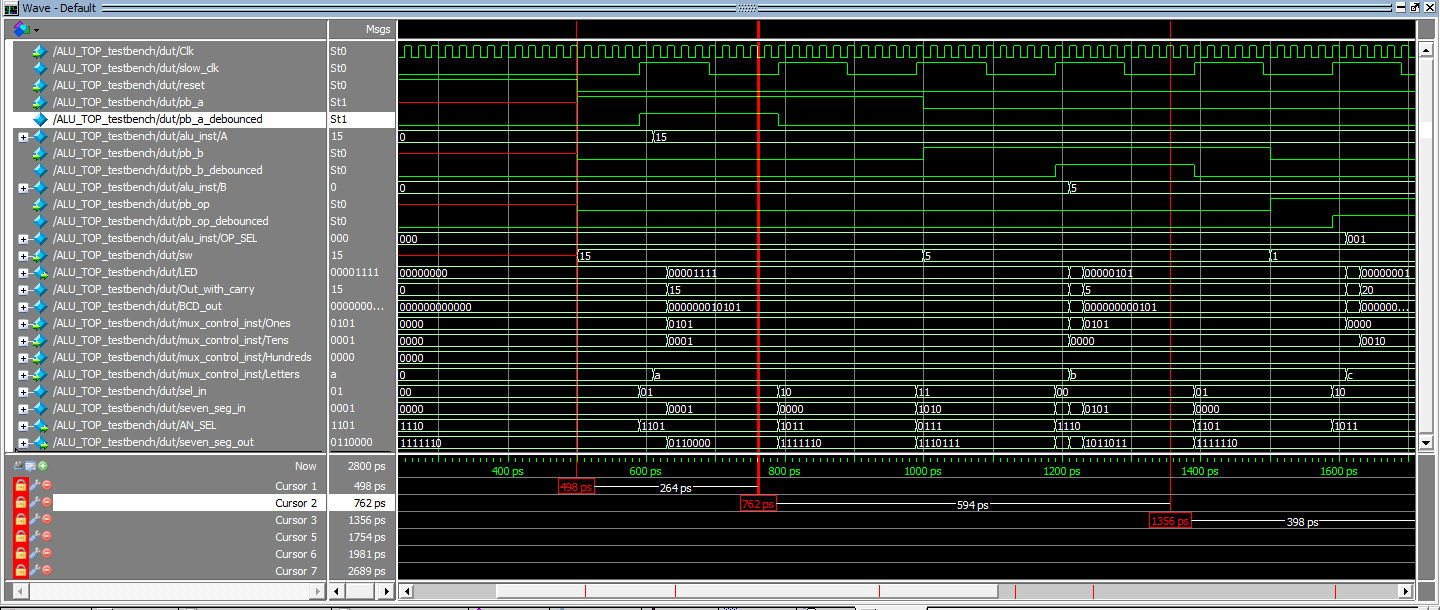 Wave - Default
Msgs
/ALU_TOP_testbench/dut/Clk St0
/ALU_TOP_testbench/dut/slow_clk St0
/ALU_TOP_testbench/dut/reset St0
/ALU_TOP_testbench/dut/pb_a St1
/ALU_TOP_testbench/dut/pb_a_debounced St1
/ALU_TOP_testbench/dut/alu_inst/A 15 0 15
/ALU_TOP_testbench/dut/pb_b St0
/ALU_TOP_testbench/dut/pb_b_debounced St0
/ALU_TOP_testbench/dut/alu_inst/B 0 0 5
/ALU_TOP_testbench/dut/pb_op St0
/ALU_TOP_testbench/dut/pb_op_debounced St0
/ALU_TOP_testbench/dut/alu_inst/OP_SEL 000 000 001
/ALU_TOP_testbench/dut/sw 15 15 5 1
/ALU_TOP_testbench/dut/LED 00001111 00000000 00001111 00000101 00000001
/ALU_TOP_testbench/dut/Out_with_carry 15 0 15 5 20
/ALU_TOP_testbench/dut/BCD_out 0000000... 000000000000 000000010101 000000000101 000000...
/ALU_TOP_testbench/dut/mux_control_inst/Ones 0101 0000 0101 0101 0000
/ALU_TOP_testbench/dut/mux_control_inst/Tens 0001 0000 0001 0000 0010
/ALU_TOP_testbench/dut/mux_control_inst/Hundreds 0000 0000
/ALU_TOP_testbench/dut/mux_control_inst/Letters a 0 a b c
/ALU_TOP_testbench/dut/sel_in 01 00 01 10 11 00 01 10
/ALU_TOP_testbench/dut/seven_seg_in 0001 0000 0001 0000 1010 0101 0000
/ALU_TOP_testbench/dut/AN_SEL 1101 1110 1101 1011 0111 1110 1101 1011
/ALU_TOP_testbench/dut/seven_seg_out 0110000 1111110 0110000 1111110 1110111 1011011 1111110
Now 2800 ps 400 ps 600 ps 800 ps 1000 ps 1200 ps 1400 ps 1600 ps
Cursor 1 498 ps 498 ps 264 ps
Cursor 2 762 ps 762 ps 594 ps
Cursor 3 1356 ps 1356 ps 398 ps
Cursor 5 1754 ps
Cursor 6 1981 ps
Cursor 7 2689 ps